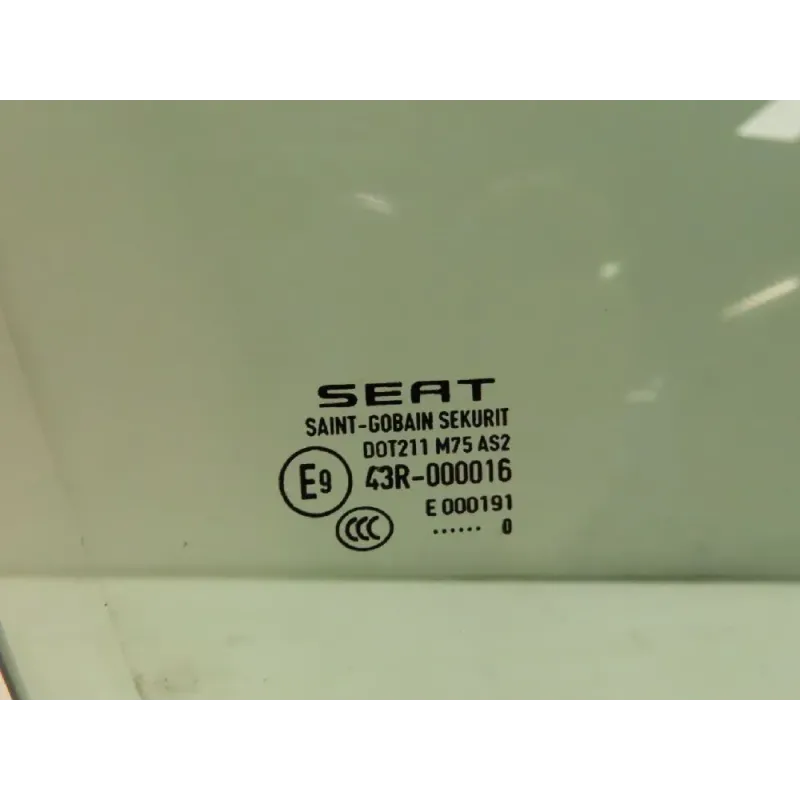 SEAT
SAINT-GOBAIN SEKURIT
DOT211 M75 AS2
E9 43R-000016
E 000191
CCC ...... 0